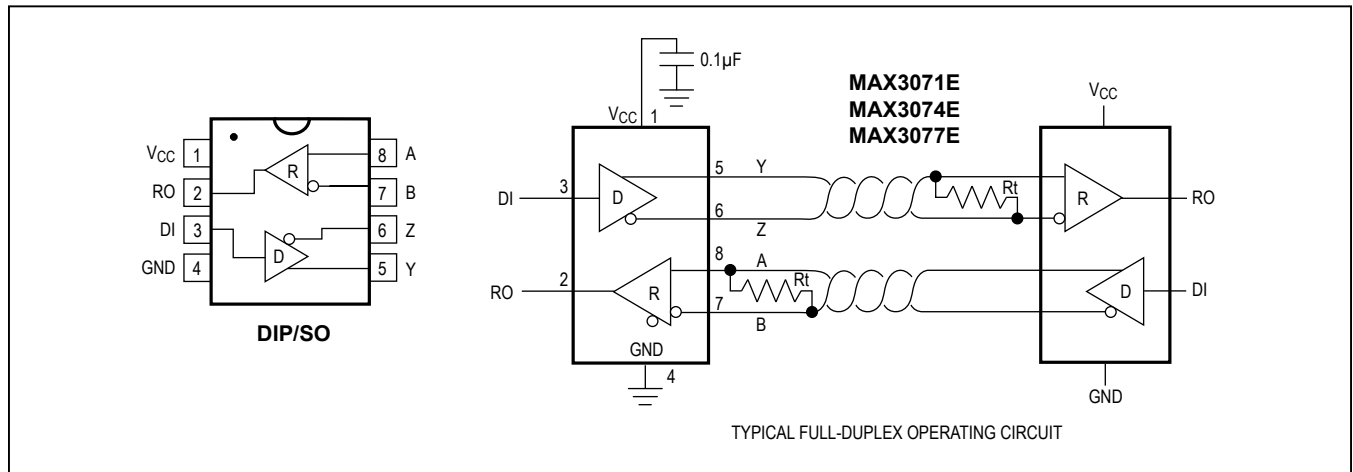 VCC 1
RO 2
DI 3
GND 4
8 A
7 B
6 Z
5 Y
R
D
DIP/SO
0.1µF
MAX3071E
MAX3074E
MAX3077E
VCC 1
VCC
DI 3
D
5 Y
6
Z
Rt
R
RO
RO 2
R
8 A
7
B
Rt
D
DI
GND
4
GND
TYPICAL FULL-DUPLEX OPERATING CIRCUIT